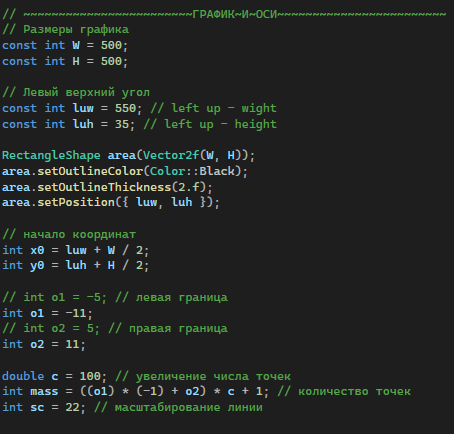 // ~~~~~~~~~~~~~~~~~~~~~~~~ГРАФИК~И~ОСИ~~~~~~~~~~~~~~~~~~~~~~~~
// Размеры графика
const int W = 500;
const int H = 500;
// Левый верхний угол
const int luw = 550; // left up - wight
const int luh = 35; // left up - height
RectangleShape area(Vector2f(W, H));
area.setOutlineColor(Color::Black);
area.setOutlineThickness(2.f);
area.setPosition({ luw, luh });
// начало координат
int x0 = luw + W / 2;
int y0 = luh + H / 2;
// int o1 = -5; // левая граница
int o1 = -11;
// int o2 = 5; // правая граница
int o2 = 11;
double c = 100; // увеличение числа точек
int mass = ((o1) * (-1) + o2) * c + 1; // количество точек
int sc = 22; // масштабирование линии